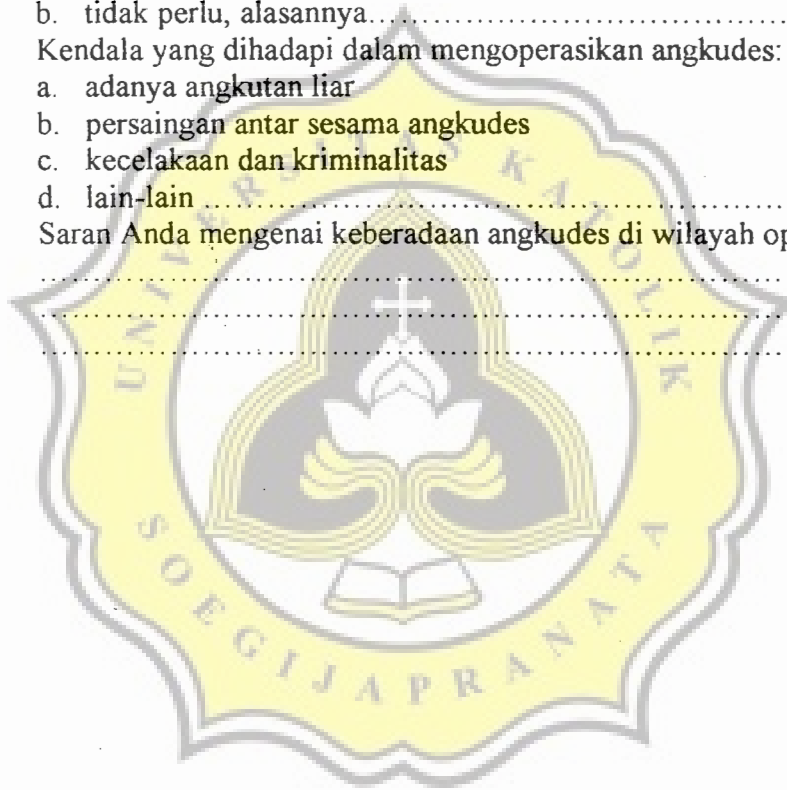 b. tidak perlu, alasannya.......................................................
Kendala yang dihadapi dalam mengoperasikan angkudes:
a. adanya angkutan liar
b. persaingan antar sesama angkudes
c. kecelakaan dan kriminalitas
d. lain-lain ..............................................................................
Saran Anda mengenai keberadaan angkudes di wilayah
....................................................................................................
....................................................................................................
....................................................................................................
UNIVERSITAS KATOLIK
SOEGIJAPRANATA